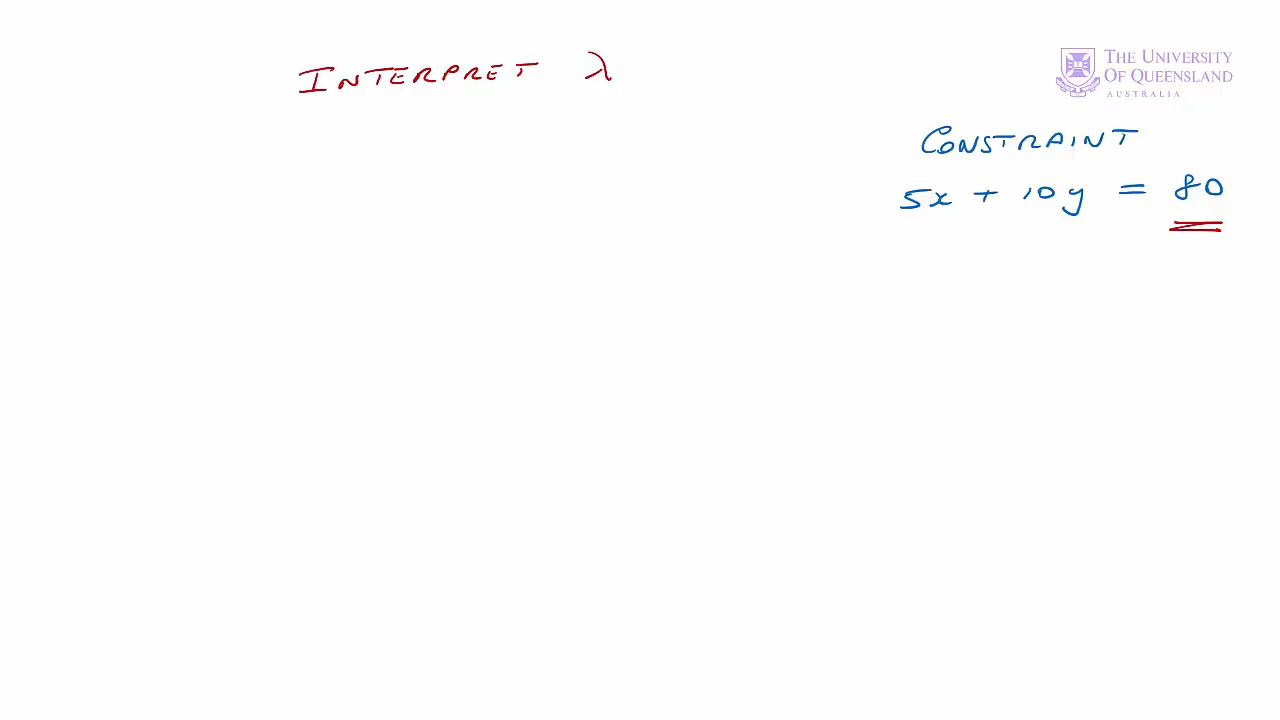 INTERPRET λ
THE UNIVERSITY
OF QUEENSLAND
AUSTRALIA
CONSTRAINT
5x + 10y = 80